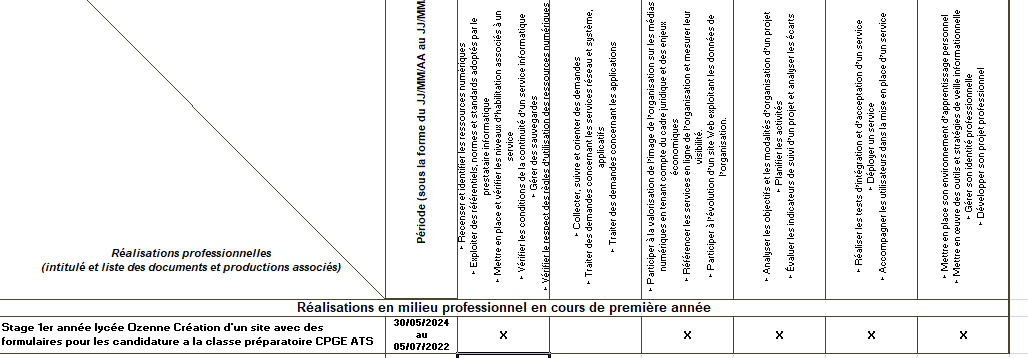 Réalisations professionnelles
(intitulé et liste des documents et productions associés)
Période (sous la forme du JJ/MM/AA au JJ/MM
‣ Recenser et identifier les ressources numériques
‣ Exploiter des référentiels, normes et standards adoptés par le
prestataire informatique
‣ Mettre en place et vérifier les niveaux d'habilitation associés à un
service
‣ Vérifier les conditions de la continuité d'un service informatique
‣ Gérer des sauvegardes
‣ Vérifier le respect des règles d'utilisation des ressources numériques
‣ Collecter, suivre et orienter des demandes
‣ Traiter des demandes concernant les services réseau et système,
applicatifs
‣ Traiter des demandes concernant les applications
‣ Participer à la valorisation de l'image de l'organisation sur les médias
numériques en tenant compte du cadre juridique et des enjeux
économiques
‣ Référencer les services en ligne de l'organisation et mesurer leur
visibilité.
‣ Participer à l'évolution d'un site Web exploitant les données de
l'organisation.
‣ Analyser les objectifs et les modalités d'organisation d'un projet
‣ Planifier les activités
‣ Évaluer les indicateurs de suivi d'un projet et analyser les écarts
‣ Réaliser les tests d'intégration et d'acceptation d'un service
‣ Déployer un service
‣ Accompagner les utilisateurs dans la mise en place d'un service
‣ Mettre en place son environnement d'apprentissage personnel
‣ Mettre en œuvre des outils et stratégies de veille informationnelle
‣ Gérer son identité professionnelle
‣ Développer son projet professionnel
Réalisations en milieu professionnel en cours de première année
Stage 1er année lycée Ozenne Création d'un site avec des
formulaires pour les candidature a la classe préparatoire CPGE ATS
30/05/2024
au
05/07/2022
X X X X X